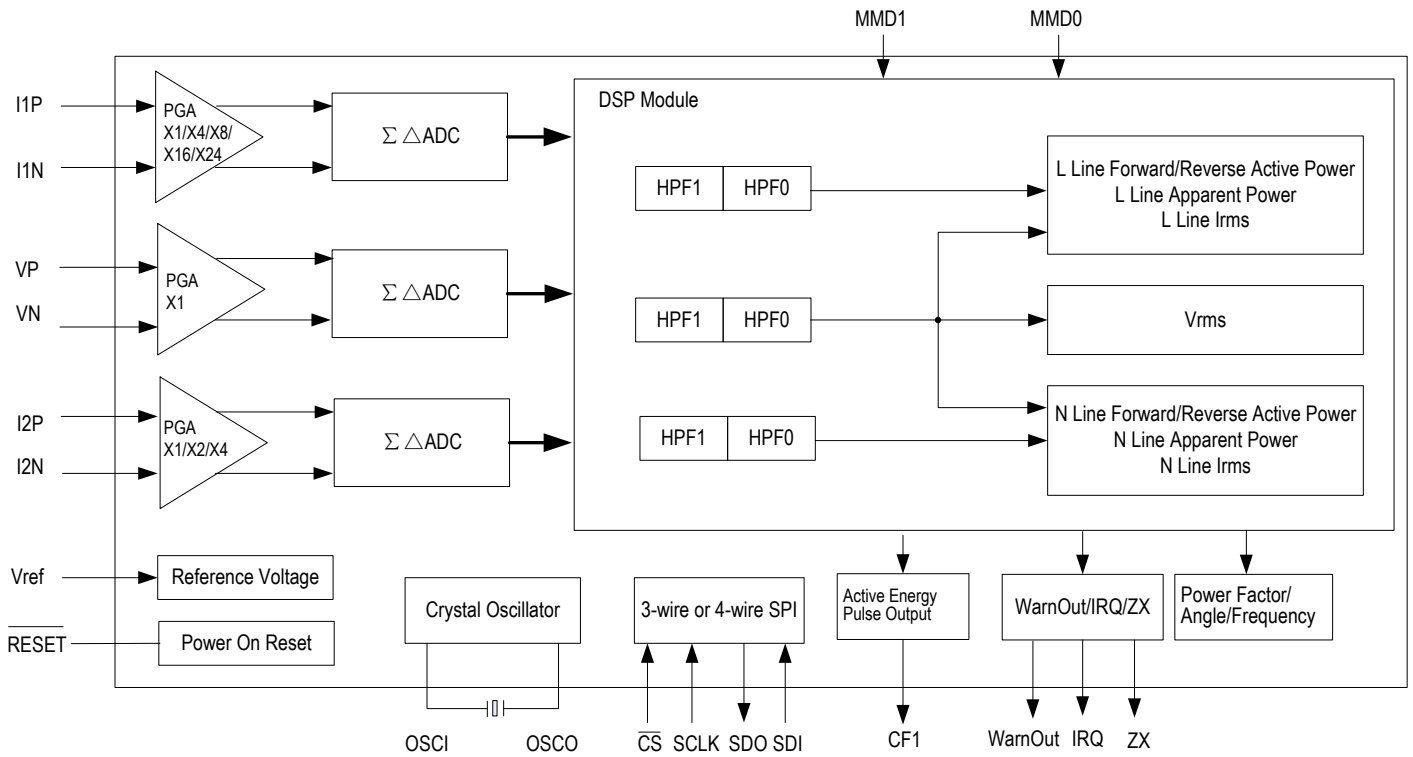 MMD1
MMD0
DSP Module
I1P
I1N
PGA
X1/X4/X8/
X16/X24
Σ △ADC
HPF1
HPF0
L Line Forward/Reverse Active Power
L Line Apparent Power
L Line Irms
VP
VN
PGA
X1
Σ △ADC
HPF1
HPF0
Vrms
I2P
I2N
PGA
X1/X2/X4
Σ △ADC
HPF1
HPF0
N Line Forward/Reverse Active Power
N Line Apparent Power
N Line Irms
Vref
Reference Voltage
RESET
Power On Reset
Crystal Oscillator
3-wire or 4-wire SPI
Active Energy
Pulse Output
WarnOut/IRQ/ZX
Power Factor/
Angle/Frequency
OSCI
OSCO
CS
SCLK
SDO
SDI
CF1
WarnOut
IRQ
ZX